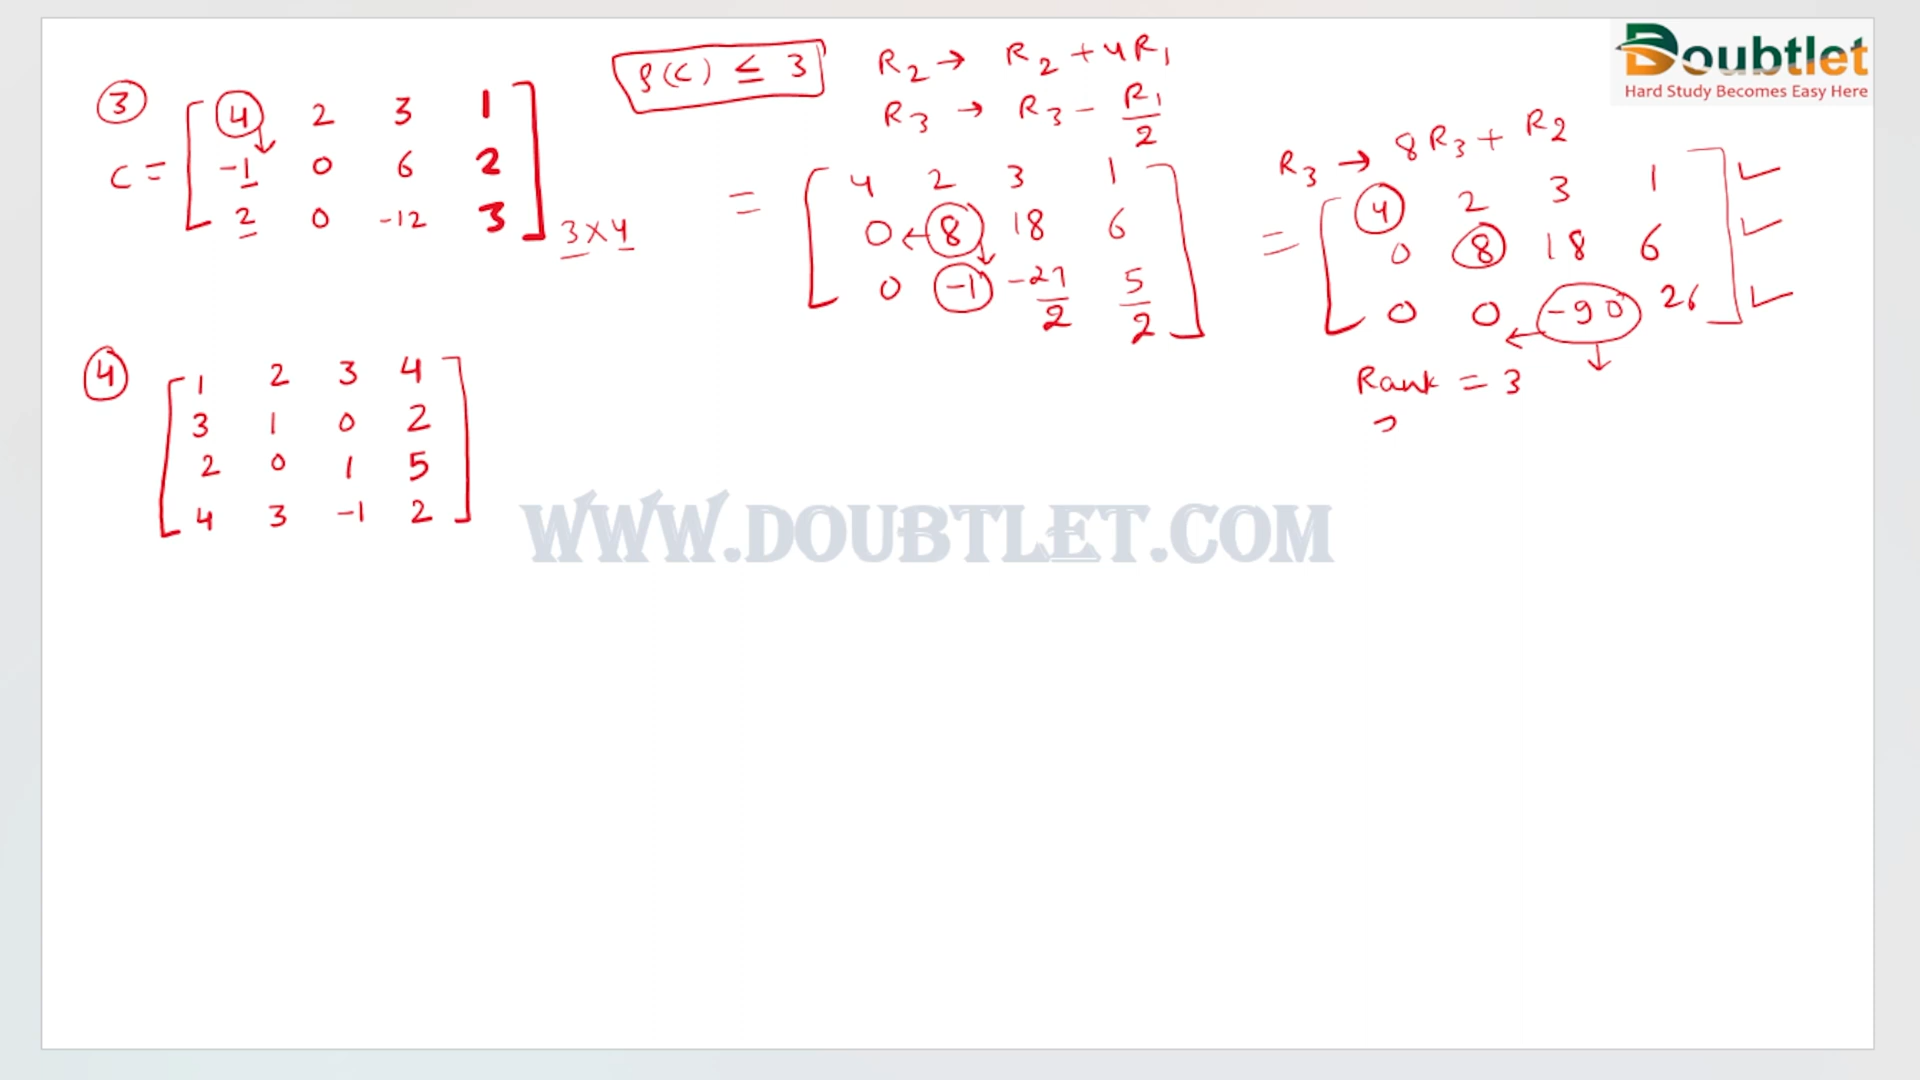 Doubtlet
Hard Study Becomes Easy Here
③
C = [ 4 2 3 1
-1 0 6 2
2 0 -12 3 ] 3×4
ρ(C) ≤ 3
R2 → R2 + 4R1
R3 → R3 - R1/2
= [ 4 2 3 1
0 8 18 6
0 -1 -27/2 5/2 ]
R3 → 8R3 + R2
= [ 4 2 3 1
0 8 18 6
0 0 -90 26 ]
Rank = 3
④
[ 1 2 3 4
3 1 0 2
2 0 1 5
4 3 -1 2 ]
WWW.DOUBTLET.COM